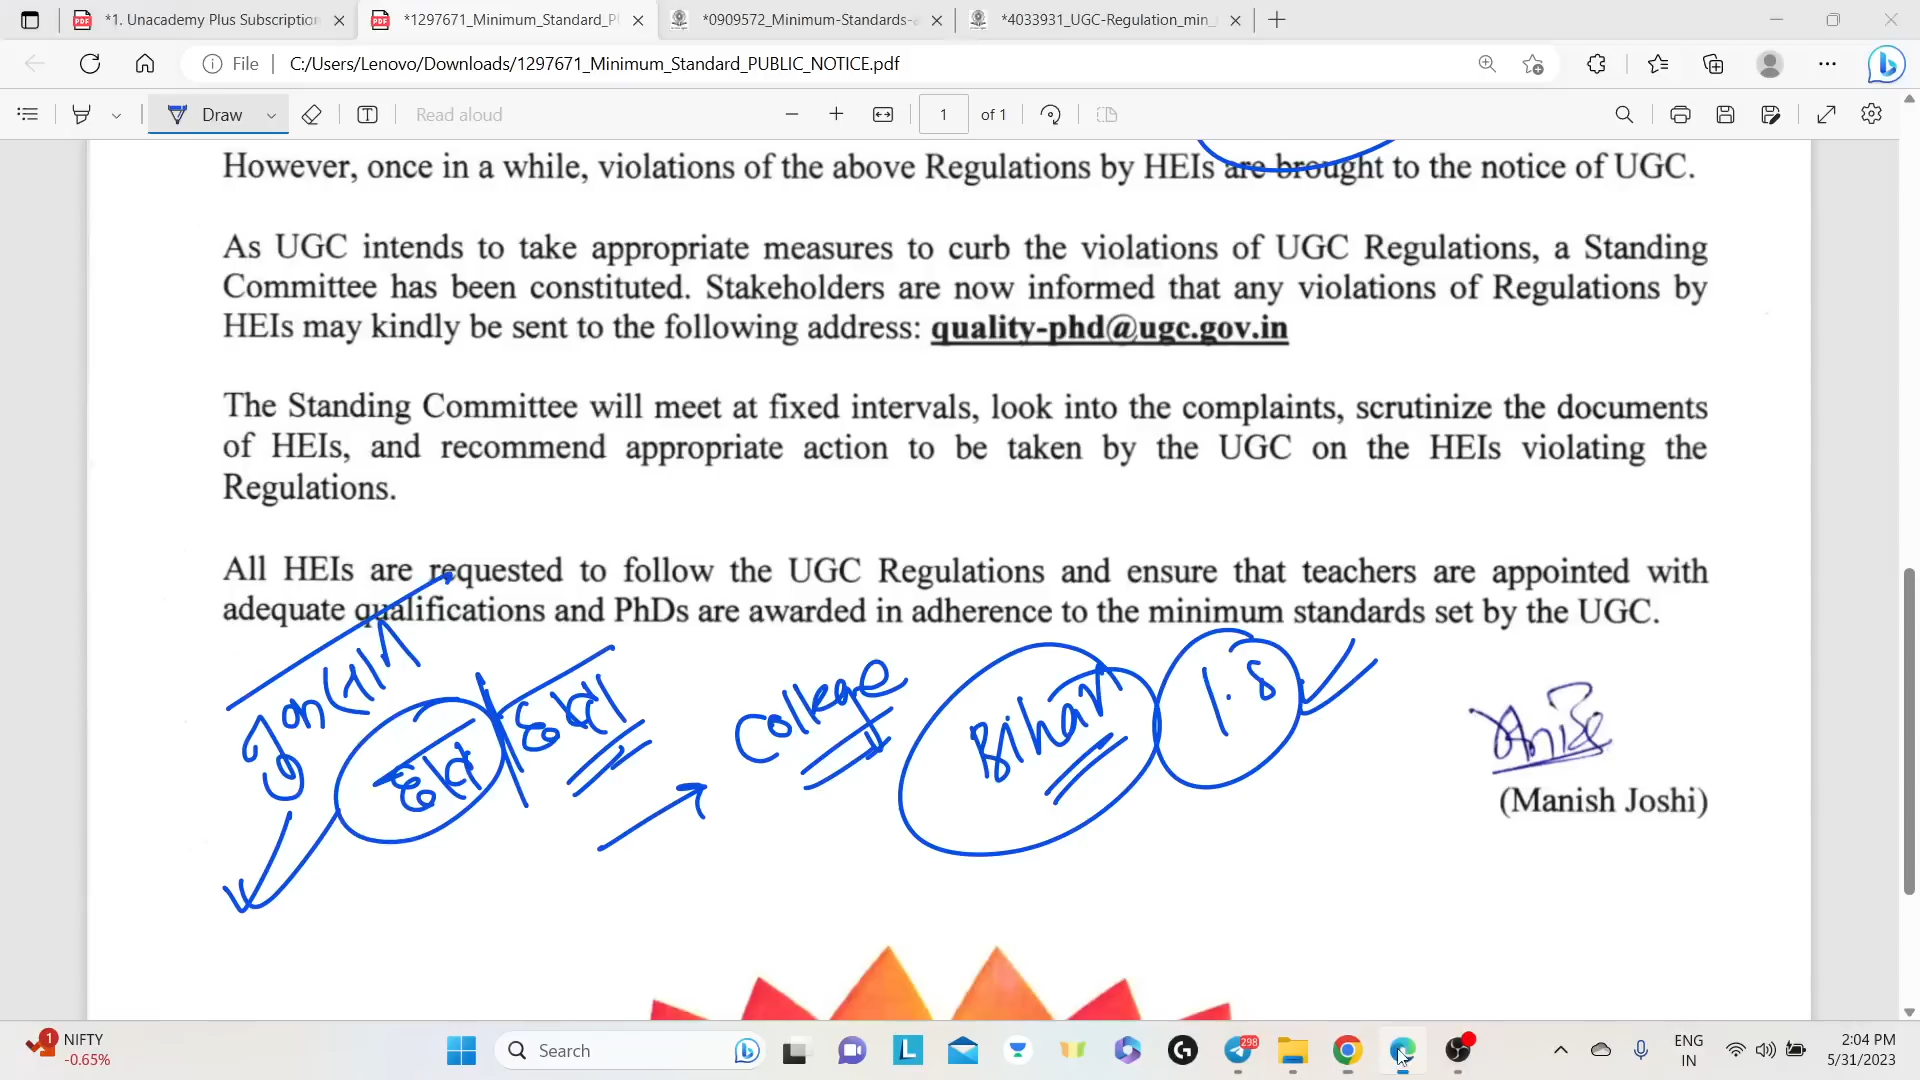 *1. Unacademy Plus Subscription
*1297671_Minimum_Standard_PU
*0909572_Minimum-Standards-a
*4033931_UGC-Regulation_min_
File
C:/Users/Lenovo/Downloads/1297671_Minimum_Standard_PUBLIC_NOTICE.pdf
Draw
Read aloud
1 of 1
However, once in a while, violations of the above Regulations by HEIs are brought to the notice of UGC.
As UGC intends to take appropriate measures to curb the violations of UGC Regulations, a Standing
Committee has been constituted. Stakeholders are now informed that any violations of Regulations by
HEIs may kindly be sent to the following address: quality-phd@ugc.gov.in
The Standing Committee will meet at fixed intervals, look into the complaints, scrutinize the documents
of HEIs, and recommend appropriate action to be taken by the UGC on the HEIs violating the
Regulations.
All HEIs are requested to follow the UGC Regulations and ensure that teachers are appointed with
adequate qualifications and PhDs are awarded in adherence to the minimum standards set by the UGC.
College
Bihar
1.8
(Manish Joshi)
1
NIFTY
-0.65%
Search
298
ENG
IN
2:04 PM
5/31/2023